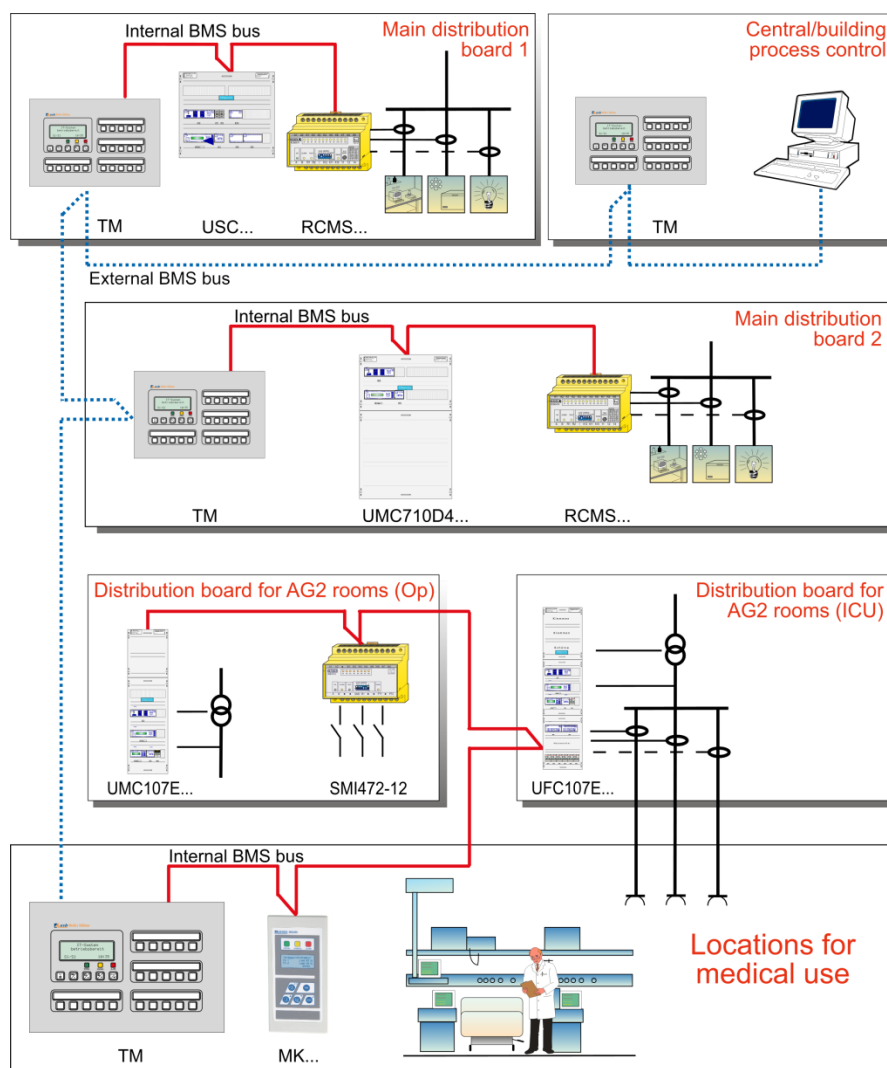 Internal BMS bus
Main distribution
board 1
TM
USC...
RCMS...
Central/building
process control
TM
External BMS bus
Internal BMS bus
Main distribution
board 2
TM
UMC710D4...
RCMS...
Distribution board for AG2 rooms (Op)
UMC107E...
SMI472-12
Distribution board for
AG2 rooms (ICU)
UFC107E...
Internal BMS bus
TM
MK...
Locations for
medical use